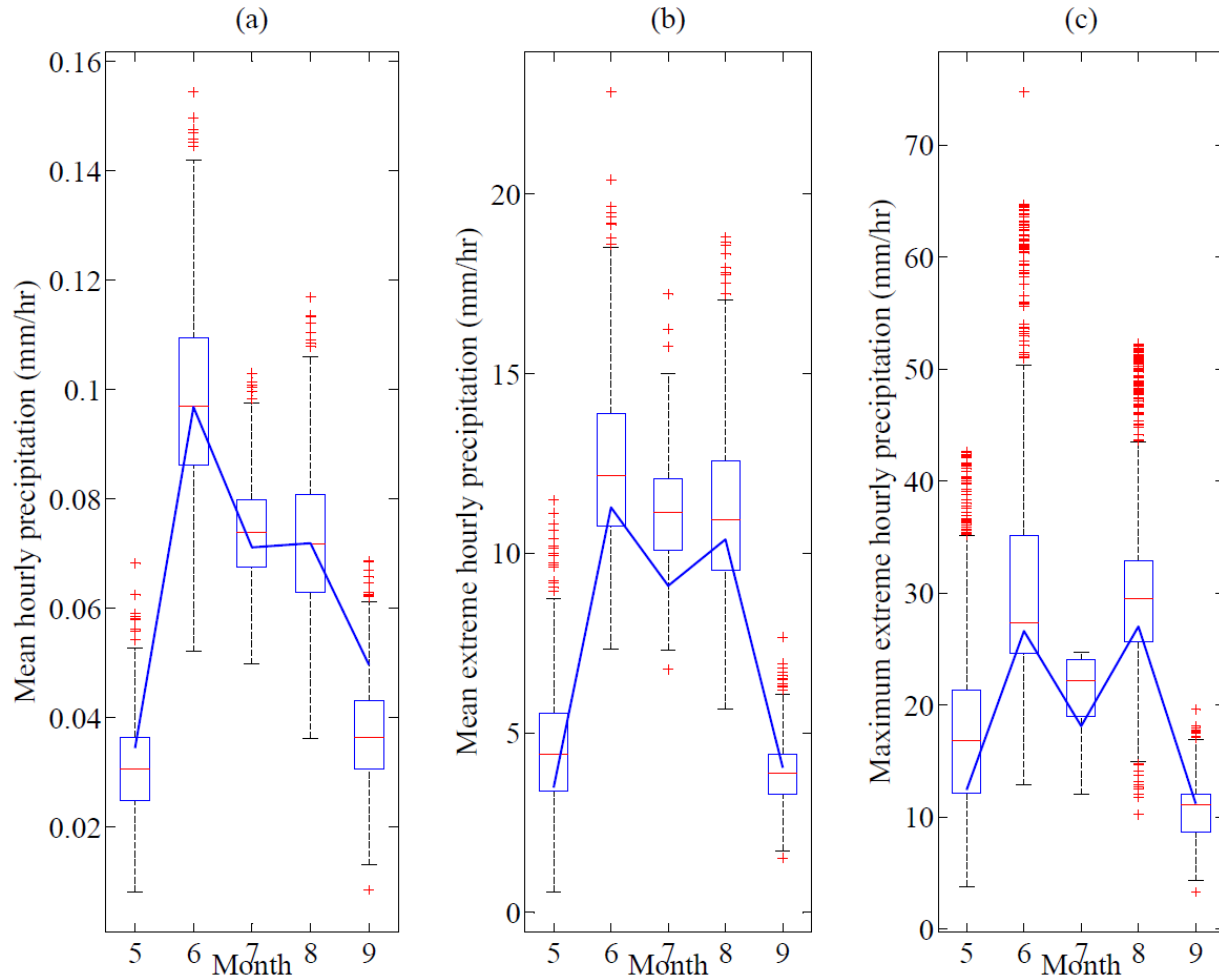 (a)
Mean hourly precipitation (mm/hr)
0.16
0.14
0.12
0.1
0.08
0.06
0.04
0.02
5 6 7 8 9
Month
(b)
Mean extreme hourly precipitation (mm/hr)
20
15
10
5
0
5 6 7 8 9
Month
(c)
Maximum extreme hourly precipitation (mm/hr)
70
60
50
40
30
20
10
0
5 6 7 8 9
Month